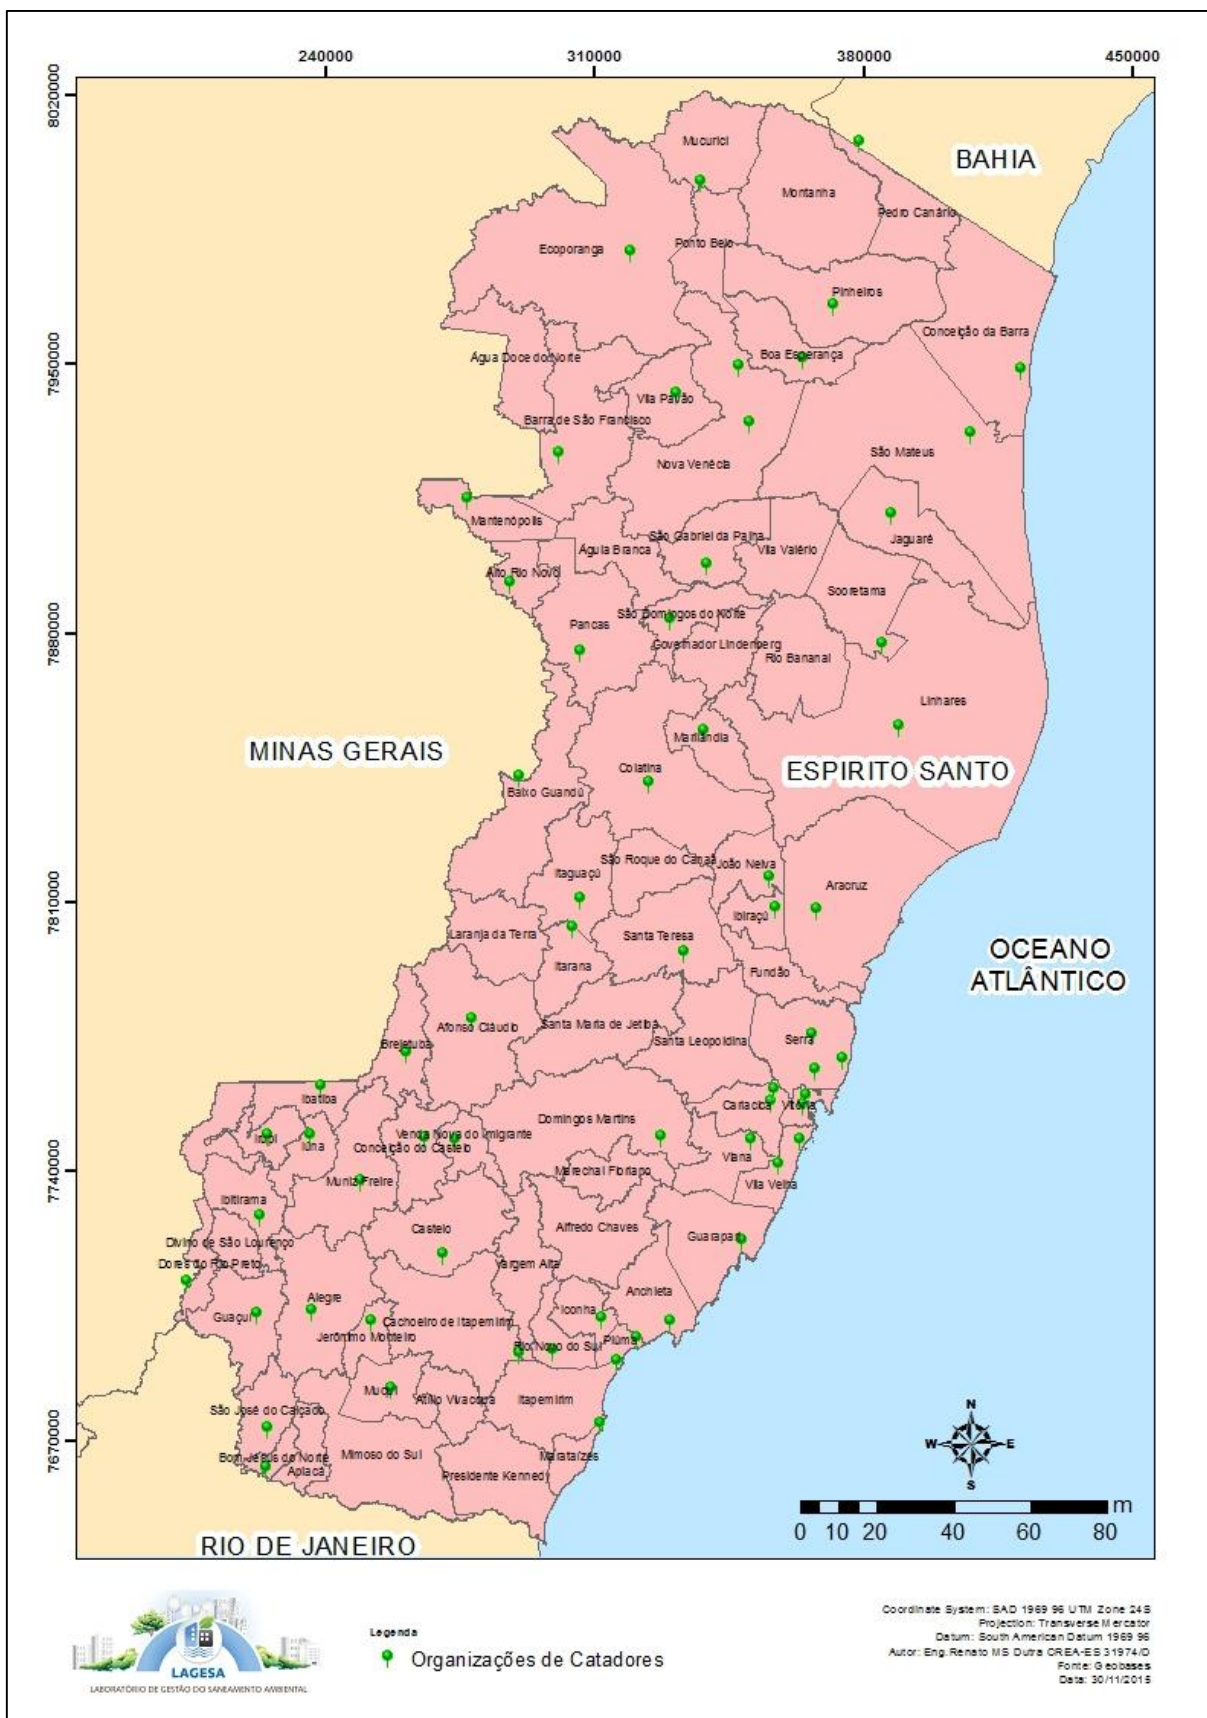 240000 310000 380000 450000
8020000
7950000
7880000
7810000
7740000
7670000
Mucurici
BAHIA
Montanha
Pedro Canário
Ecoporanga
Ponto Belo
Pinheiros
Conceição da Barra
Água Doce do Norte
Boa Esperança
Vila Pavão
Barra de São Francisco
São Mateus
Nova Venécia
Mantenópolis
São Gabriel da Palha
Jaguaré
Águia Branca
Vila Valério
Alto Rio Novo
Sooretama
São Domingos do Norte
Pancas
Governador Lindenberg
Rio Bananal
Linhares
Marilândia
MINAS GERAIS
Colatina
ESPIRITO SANTO
Baixo Guandú
São Roque do Canaã
João Neiva
Itaguaçú
Aracruz
Ibiraçú
Laranja da Terra
Santa Teresa
OCEANO
ATLÂNTICO
Itarana
Fundão
Afonso Cláudio
Santa Maria de Jetibá
Santa Leopoldina
Serra
Brejetuba
Ibatiba
Cariacica
Vitória
Domingos Martins
Irupi
Iúna
Venda Nova do Imigrante
Conceição do Castelo
Viana
Marechal Floriano
Vila Velha
Muniz Freire
Ibitirama
Castelo
Alfredo Chaves
Guarapari
Divino de São Lourenço
Dores do Rio Preto
Vargem Alta
Anchieta
Alegre
Iconha
Guaçuí
Cachoeiro de Itapemirim
Jerônimo Monteiro
Rio Novo do Sul
Piúma
Muqui
Atílio Vivacqua
Itapemirim
São José do Calçado
Bom Jesus do Norte
Mimoso do Sul
Marataízes
Apiacá
Presidente Kennedy
RIO DE JANEIRO
N
W E
S
m
0 10 20 40 60 80
LAGESA
LABORATÓRIO DE GESTÃO DO SANEAMENTO AMBIENTAL
Legenda
Organizações de Catadores
Coordinate System: SAD 1969 96 UTM Zone 24S
Projection: Transverse Mercator
Datum: South American Datum 1969 96
Autor: Eng.Renato MS Dutra CREA-ES 31974/D
Fonte: Geobases
Data: 30/11/2015